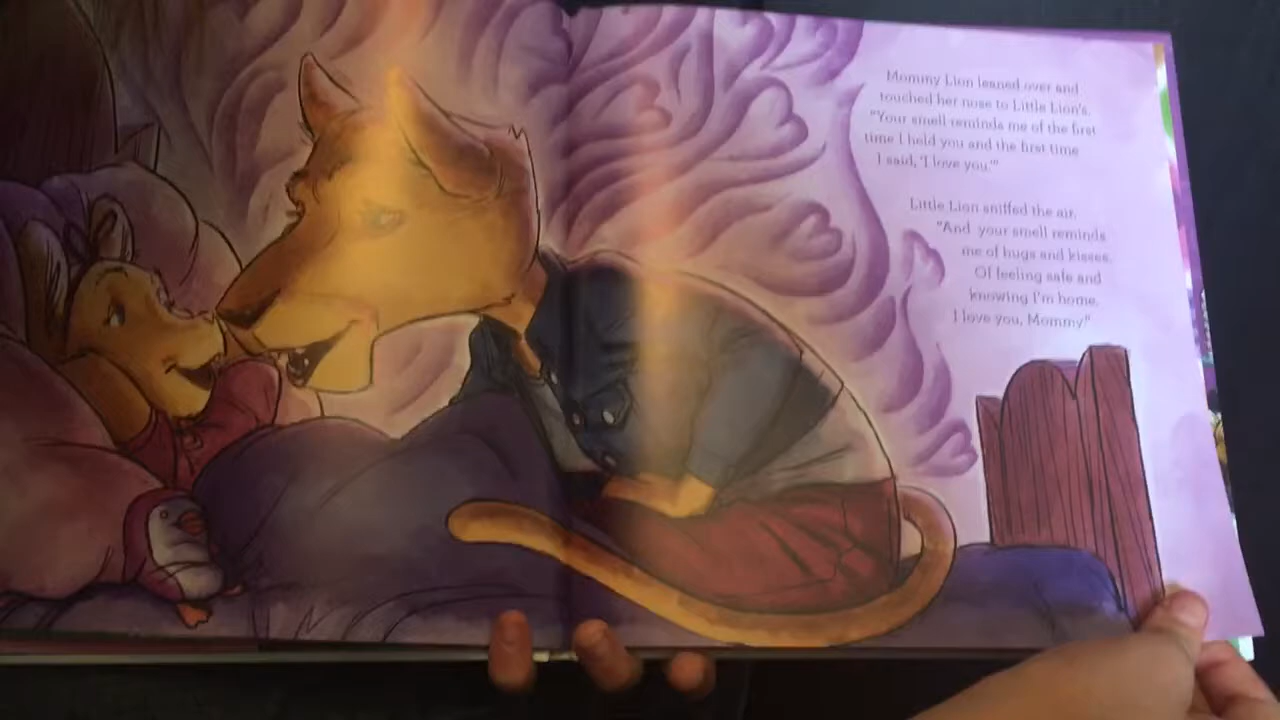 Mommy Lion leaned over and
touched her nose to Little Lion's.
"Your smell reminds me of the first
time I held you and the first time
I said, 'I love you.'"
Little Lion sniffed the air.
"And your smell reminds
me of hugs and kisses.
Of feeling safe and
knowing I'm home.
I love you, Mommy."